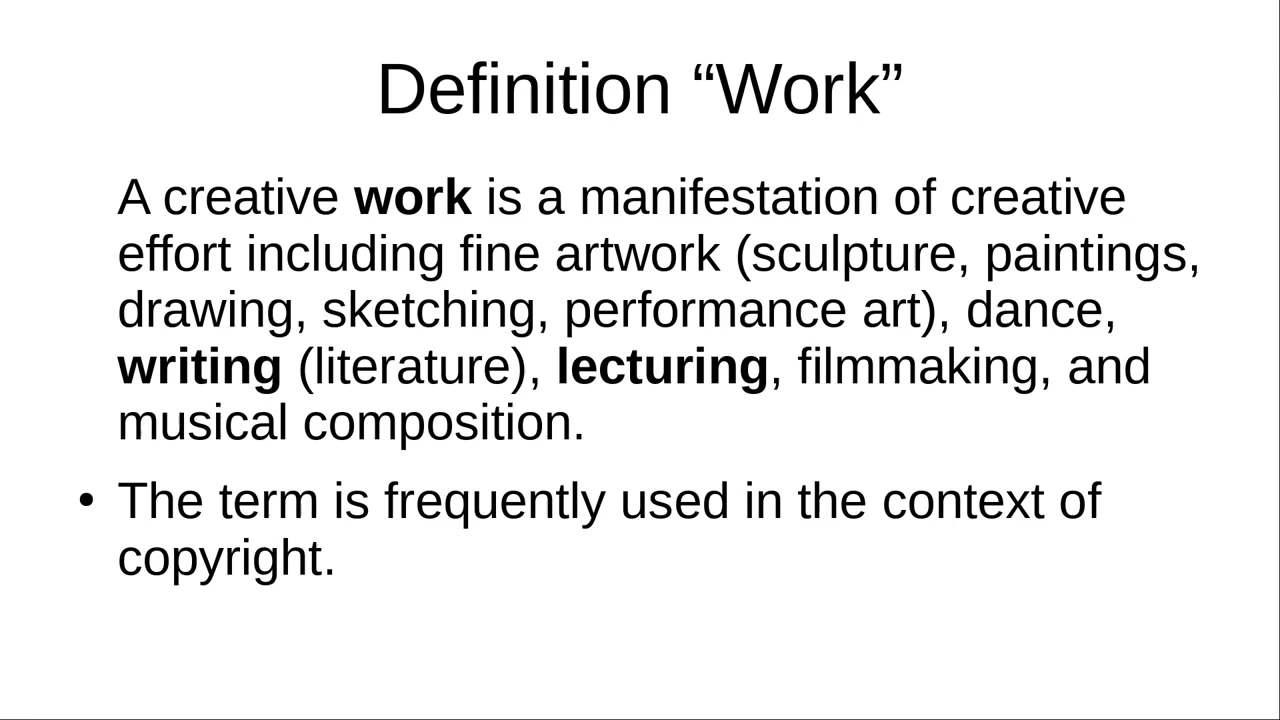 Definition “Work”
A creative work is a manifestation of creative
effort including fine artwork (sculpture, paintings,
drawing, sketching, performance art), dance,
writing (literature), lecturing, filmmaking, and
musical composition.
• The term is frequently used in the context of
copyright.